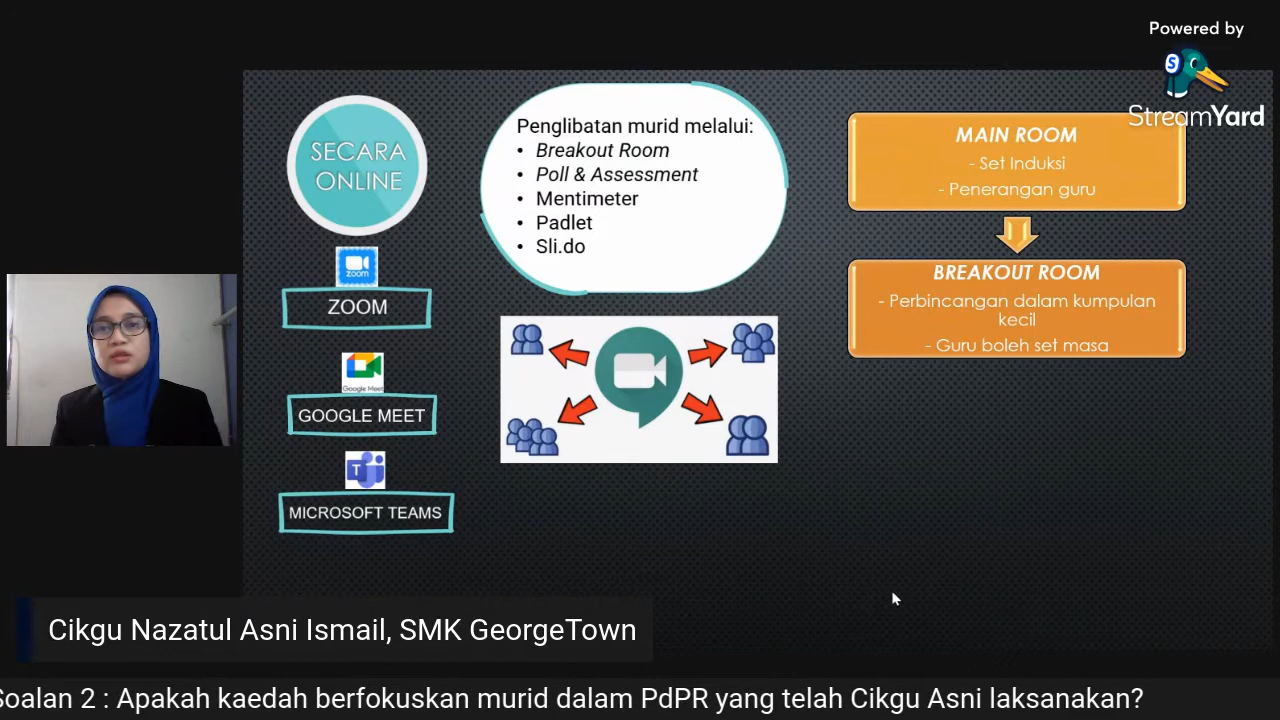 Powered by
StreamYard
SECARA
ONLINE
zoom
ZOOM
Google Meet
GOOGLE MEET
T
MICROSOFT TEAMS
Penglibatan murid melalui:
• Breakout Room
• Poll & Assessment
• Mentimeter
• Padlet
• Sli.do
MAIN ROOM
- Set Induksi
- Penerangan guru
BREAKOUT ROOM
- Perbincangan dalam kumpulan
kecil
- Guru boleh set masa
Cikgu Nazatul Asni Ismail, SMK GeorgeTown
Soalan 2 : Apakah kaedah berfokuskan murid dalam PdPR yang telah Cikgu Asni laksanakan?